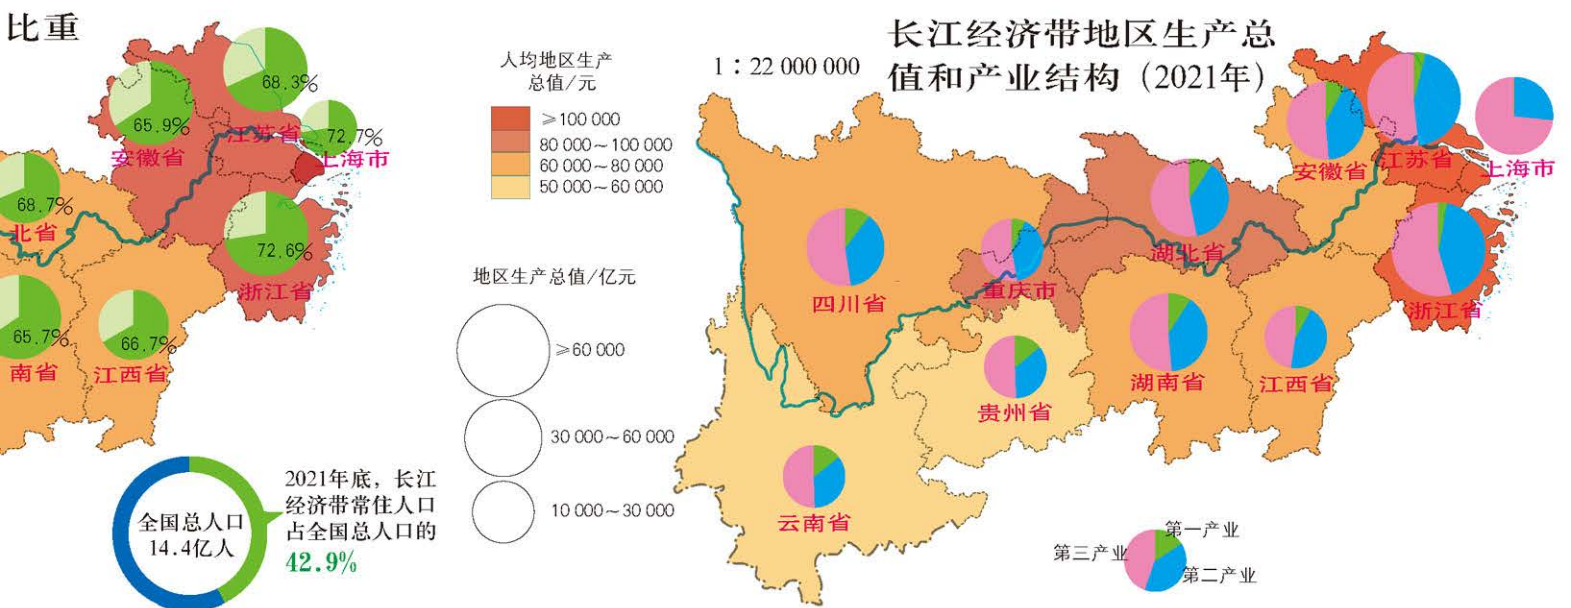 比重
68.3%
65.9%
江苏省
72.7%
安徽省
上海市
68.7%
北省
72.6%
浙江省
65.7%
66.7%
南省
江西省
全国总人口
14.4亿人
2021年底，长江
经济带常住人口
占全国总人口的
42.9%
人均地区生产
总值/元
≥100 000
80 000～100 000
60 000～80 000
50 000～60 000
地区生产总值/亿元
≥60 000
30 000～60 000
10 000～30 000
1：22 000 000
长江经济带地区生产总
值和产业结构（2021年）
安徽省
江苏省
上海市
湖北省
重庆市
四川省
浙江省
湖南省
江西省
贵州省
云南省
第一产业
第三产业
第二产业